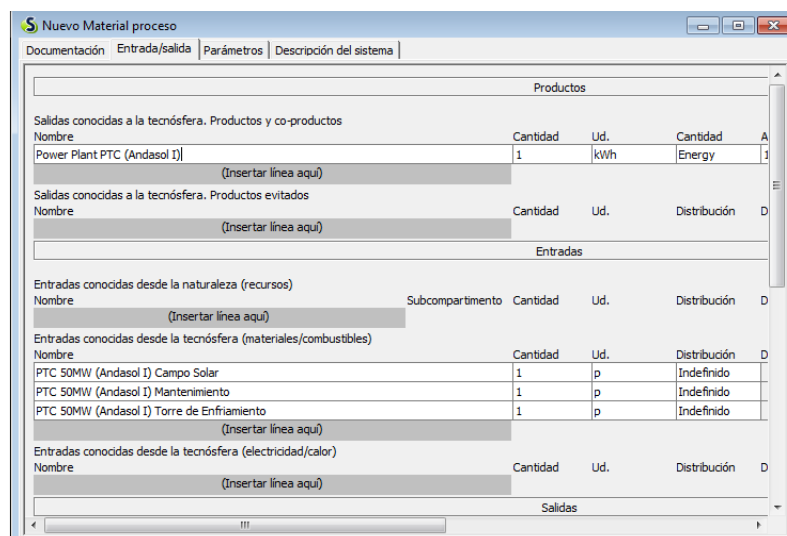 Nuevo Material proceso
Documentación Entrada/salida Parámetros Descripción del sistema
Productos
Salidas conocidas a la tecnósfera. Productos y co-productos
Nombre Cantidad Ud. Cantidad A
Power Plant PTC (Andasol I) 1 kWh Energy 1
(Insertar línea aquí)
Salidas conocidas a la tecnósfera. Productos evitados
Nombre Cantidad Ud. Distribución D
(Insertar línea aquí)
Entradas
Entradas conocidas desde la naturaleza (recursos)
Nombre Subcompartimento Cantidad Ud. Distribución D
(Insertar línea aquí)
Entradas conocidas desde la tecnósfera (materiales/combustibles)
Nombre Cantidad Ud. Distribución D
PTC 50MW (Andasol I) Campo Solar 1 p Indefinido
PTC 50MW (Andasol I) Mantenimiento 1 p Indefinido
PTC 50MW (Andasol I) Torre de Enfriamiento 1 p Indefinido
(Insertar línea aquí)
Entradas conocidas desde la tecnósfera (electricidad/calor)
Nombre Cantidad Ud. Distribución D
(Insertar línea aquí)
Salidas